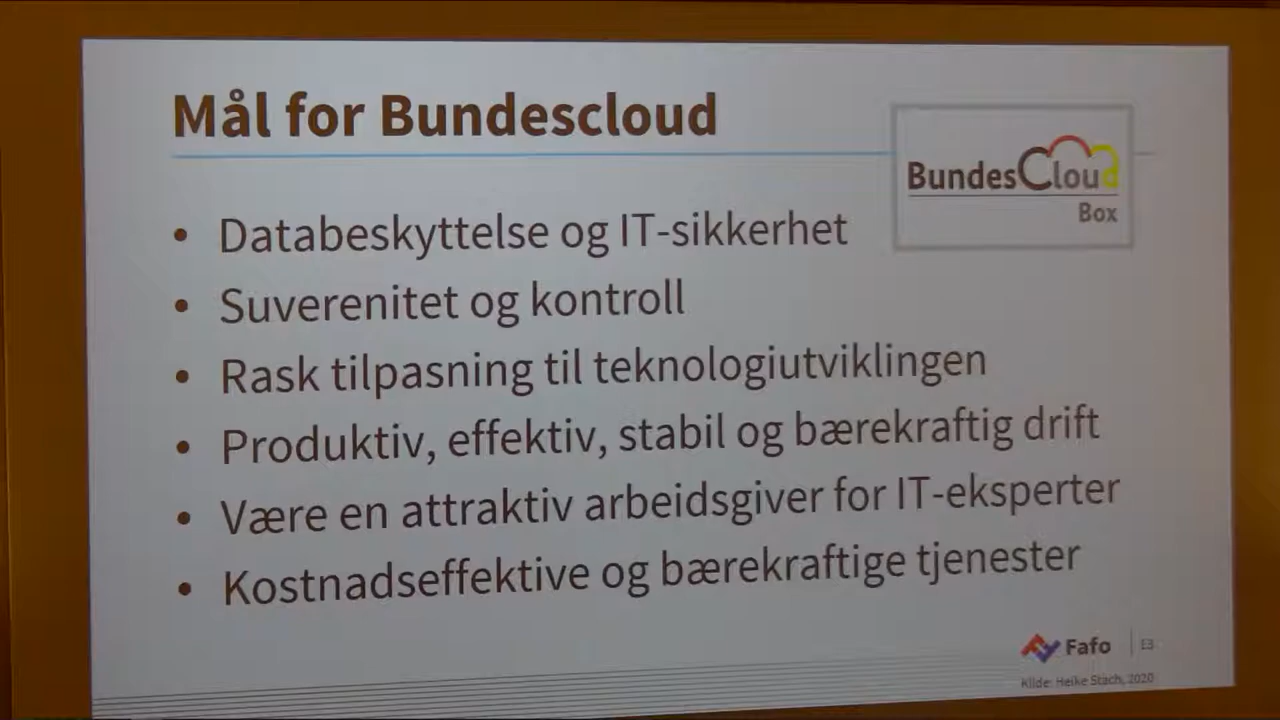 Mål for Bundescloud
BundesCloud
Box
• Databeskyttelse og IT-sikkerhet
• Suverenitet og kontroll
• Rask tilpasning til teknologiutviklingen
• Produktiv, effektiv, stabil og bærekraftig drift
• Være en attraktiv arbeidsgiver for IT-eksperter
• Kostnadseffektive og bærekraftige tjenester
Fafo
Kilde: Heike Stach, 2020